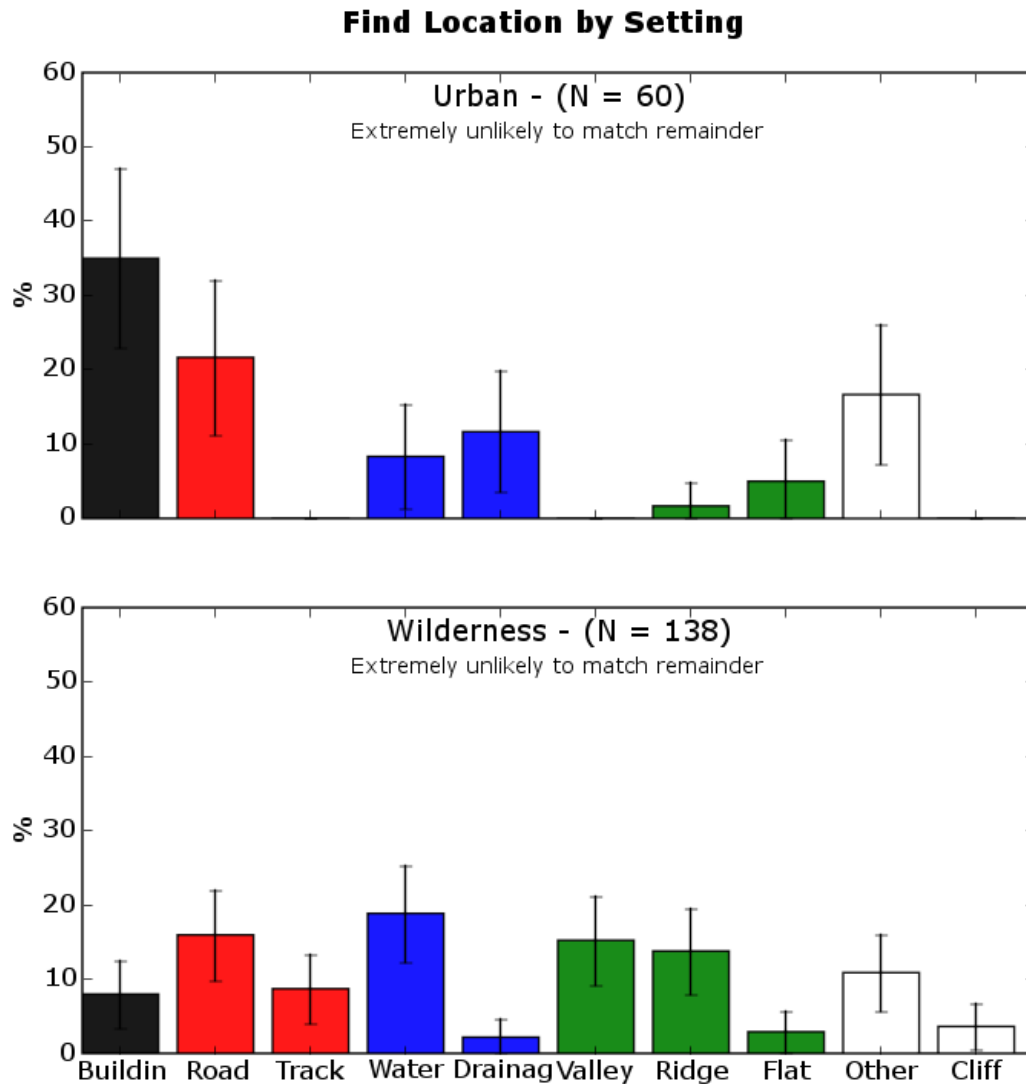 Find Location by Setting
Urban - (N = 60)
Extremely unlikely to match remainder
60
50
40
30
20
10
0
%
Wilderness - (N = 138)
Extremely unlikely to match remainder
60
50
40
30
20
10
0
%
Buildin Road Track Water Drainag Valley Ridge Flat Other Cliff